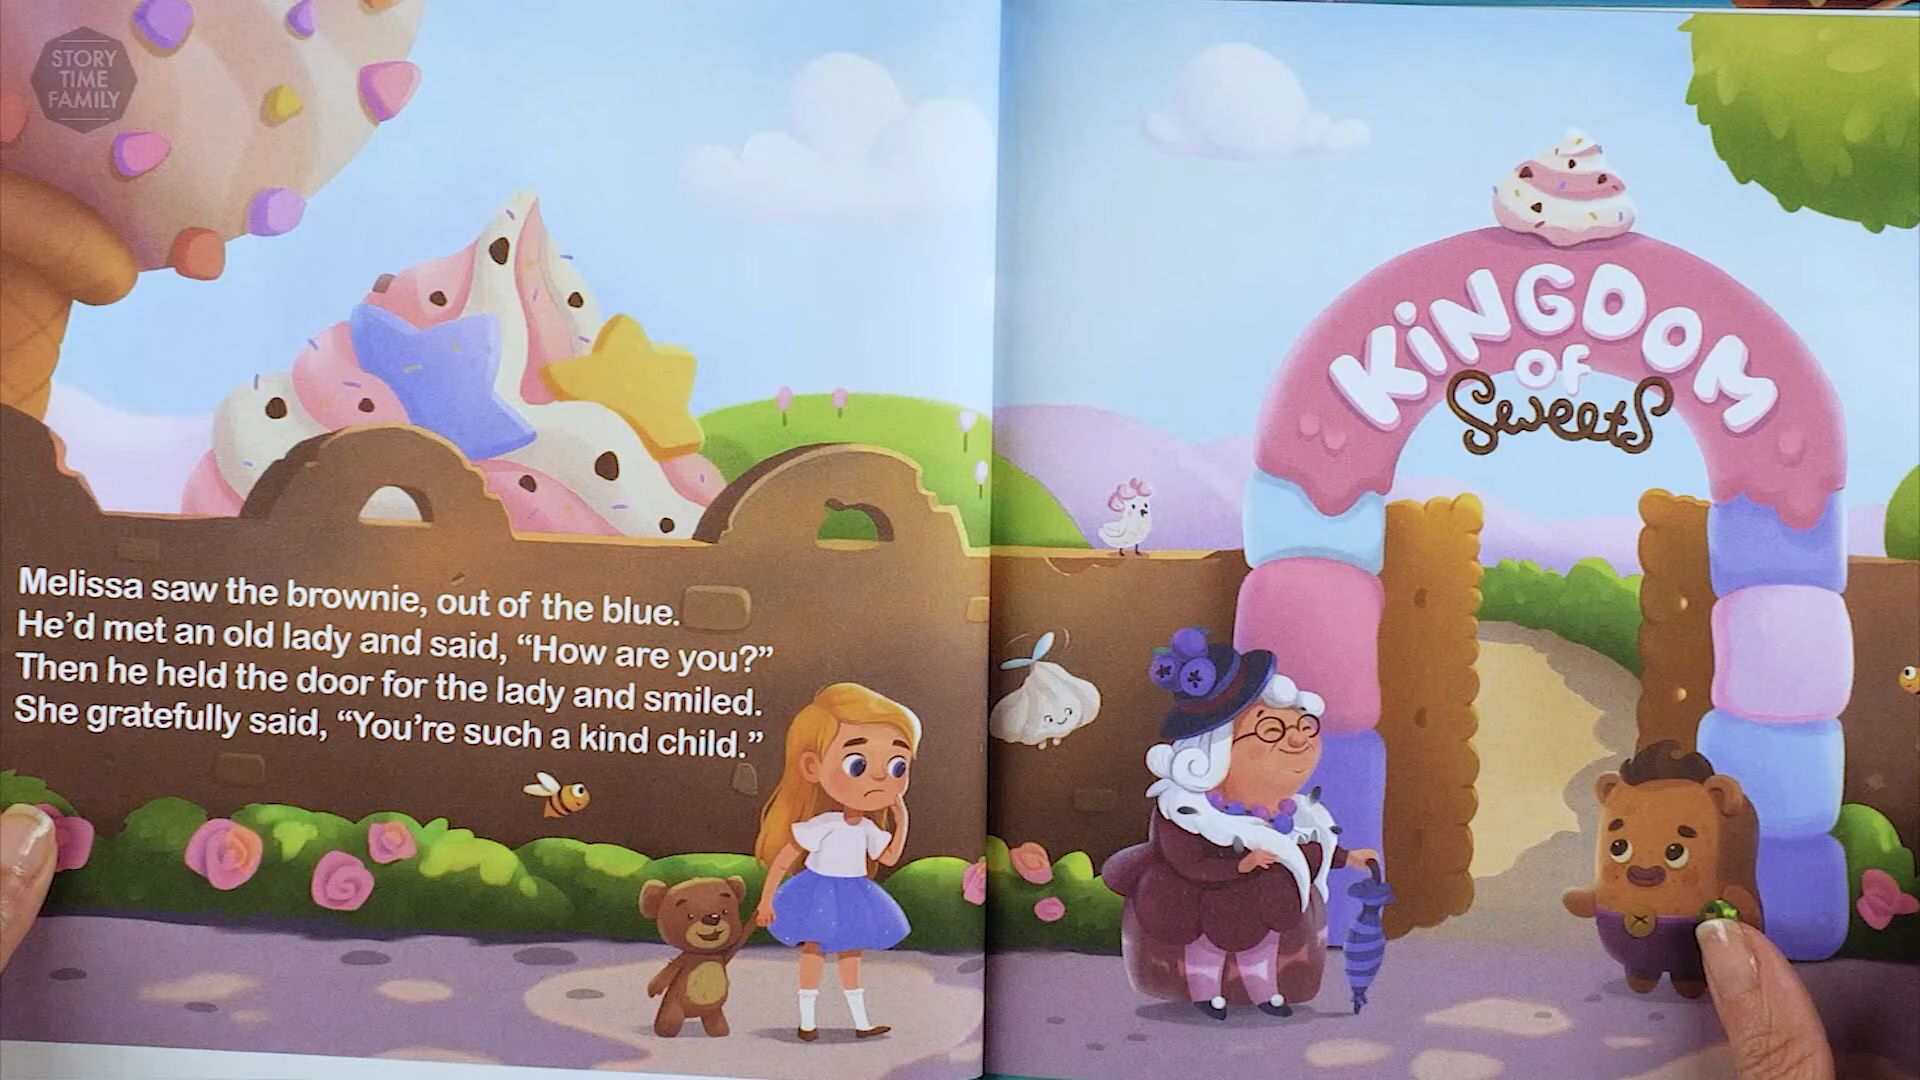 STORY
TIME
FAMILY
Melissa saw the brownie, out of the blue.
He'd met an old lady and said, “How are you?”
Then he held the door for the lady and smiled.
She gratefully said, “You're such a kind child.”
KiNGDOM
OF
Sweets